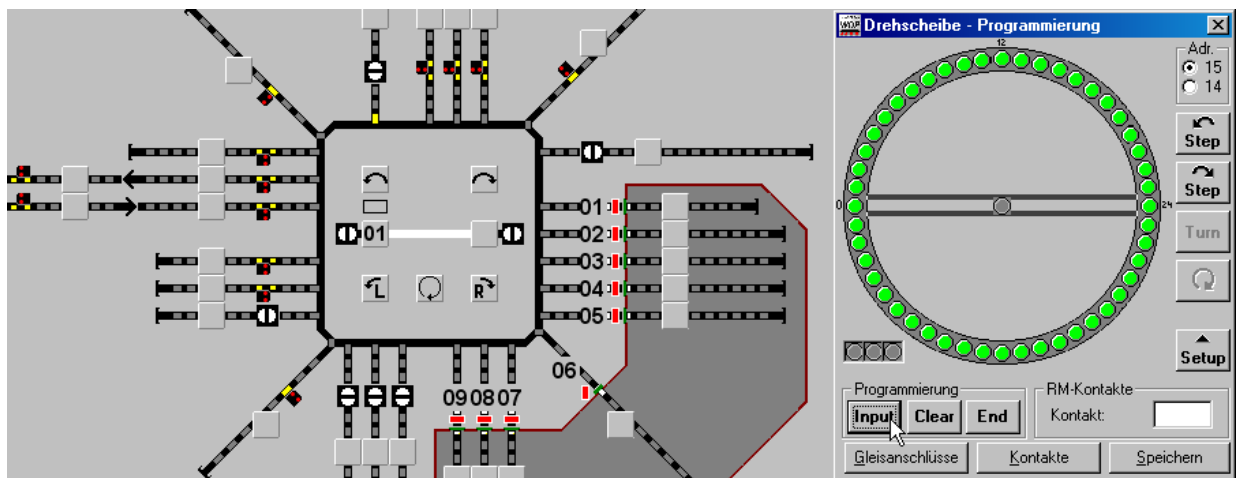 01
L
R
01
02
03
04
05
06
09 08 07
WDP Drehscheibe - Programmierung
12
0
24
Adr.
15
14
Step
Step
Turn
Setup
Programmierung
Input Clear End
RM-Kontakte
Kontakt:
Gleisanschlüsse Kontakte Speichern